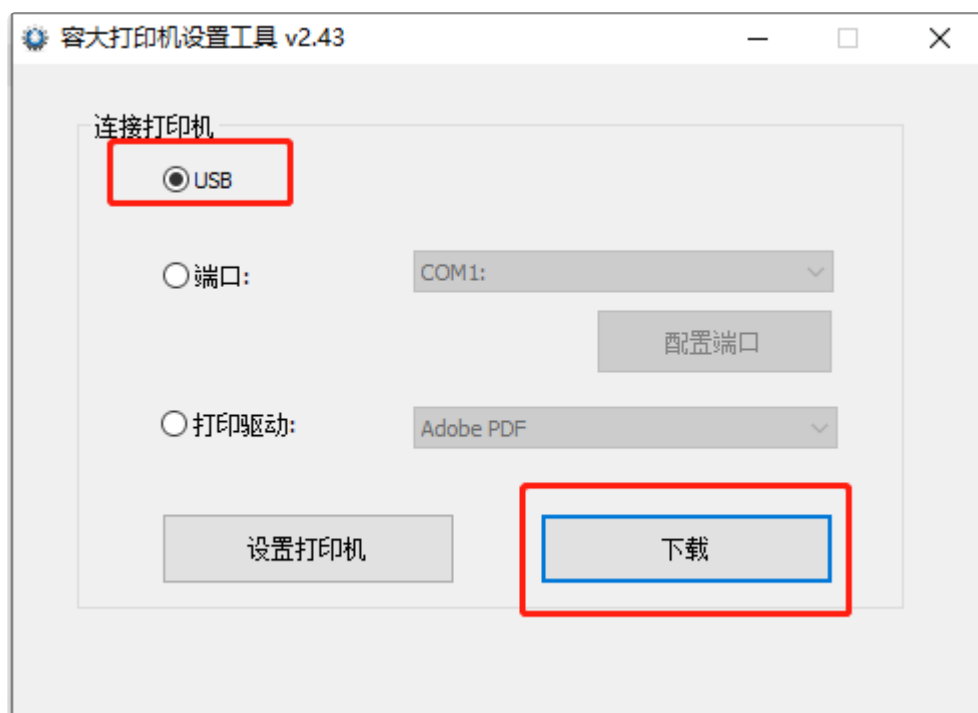 容大打印机设置工具 v2.43
连接打印机
USB
端口:
COM1:
配置端口
打印驱动:
Adobe PDF
设置打印机
下载